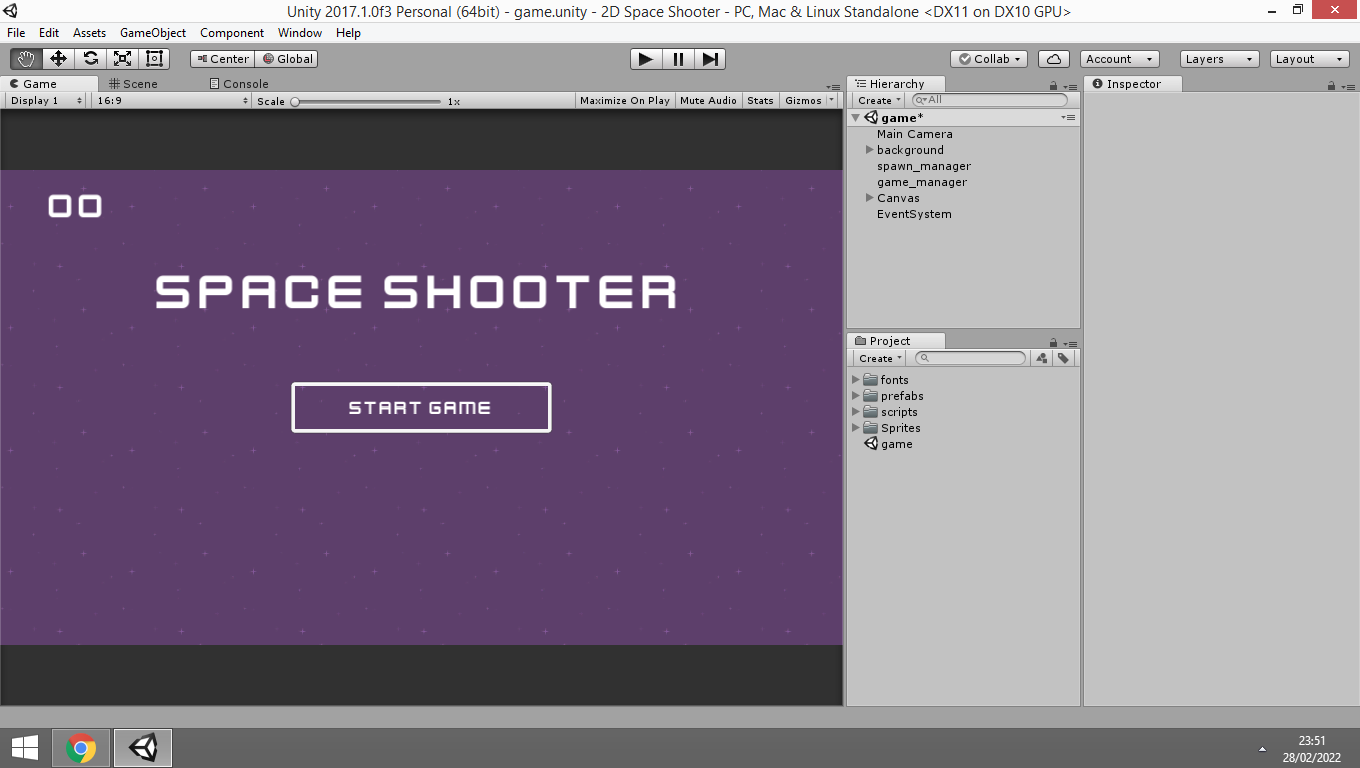 Unity 2017.1.0f3 Personal (64bit) - game.unity - 2D Space Shooter - PC, Mac & Linux Standalone <DX11 on DX10 GPU>
File Edit Assets GameObject Component Window Help
Center Global Collab Account Layers Layout
Game Scene Console
Display 1 16:9 Scale 1x Maximize On Play Mute Audio Stats Gizmos
00
SPACE SHOOTER
START GAME
Hierarchy
Create All
game*
Main Camera
background
spawn_manager
game_manager
Canvas
EventSystem
Project
Create
fonts
prefabs
scripts
Sprites
game
Inspector
23:51
28/02/2022